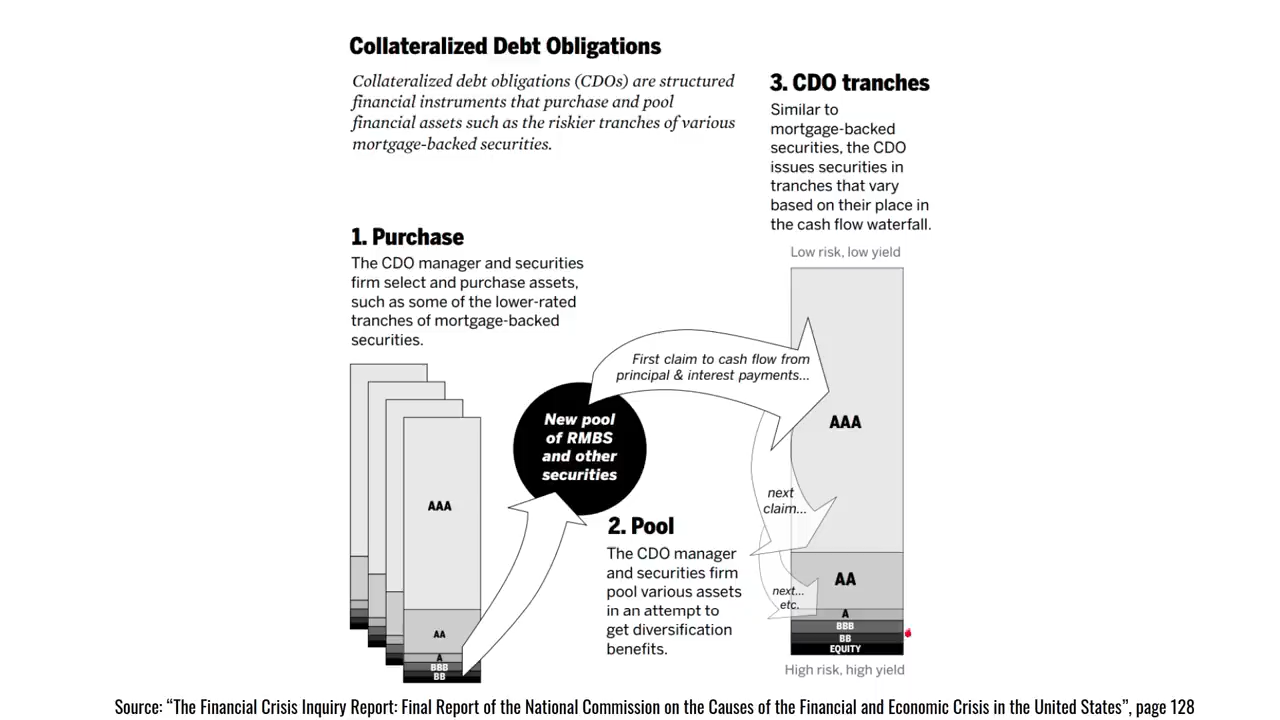 Collateralized Debt Obligations
Collateralized debt obligations (CDOs) are structured
financial instruments that purchase and pool
financial assets such as the riskier tranches of various
mortgage-backed securities.
1. Purchase
The CDO manager and securities
firm select and purchase assets,
such as some of the lower-rated
tranches of mortgage-backed
securities.
AAA
AA
A
BBB
BB
New pool
of RMBS
and other
securities
2. Pool
The CDO manager
and securities firm
pool various assets
in an attempt to
get diversification
benefits.
First claim to cash flow from
principal & interest payments...
next
claim...
next...
etc.
3. CDO tranches
Similar to
mortgage-backed
securities, the CDO
issues securities in
tranches that vary
based on their place in
the cash flow waterfall.
Low risk, low yield
AAA
AA
A
BBB
BB
EQUITY
High risk, high yield
Source: “The Financial Crisis Inquiry Report: Final Report of the National Commission on the Causes of the Financial and Economic Crisis in the United States”, page 128